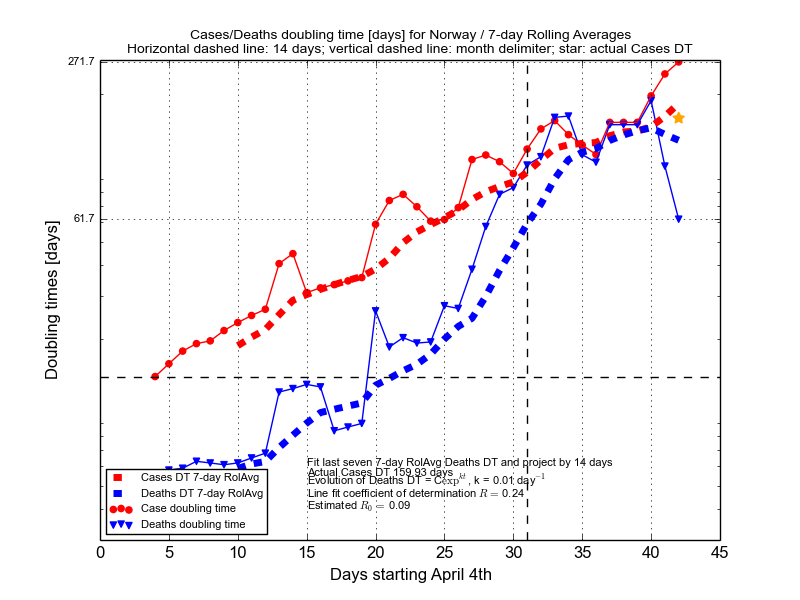 Cases/Deaths doubling time [days] for Norway / 7-day Rolling Averages
Horizontal dashed line: 14 days; vertical dashed line: month delimiter; star: actual Cases DT
271.7
61.7
Doubling times [days]
Fit last seven 7-day RolAvg Deaths DT and project by 14 days
Actual Cases DT 159.93 days
Evolution of Deaths DT = Cexp^kt, k = 0.01 day^−1
Line fit coefficient of determination R = 0.24
Estimated R_0 = 0.09
Cases DT 7-day RolAvg
Deaths DT 7-day RolAvg
Case doubling time
Deaths doubling time
0 5 10 15 20 25 30 35 40 45
Days starting April 4th